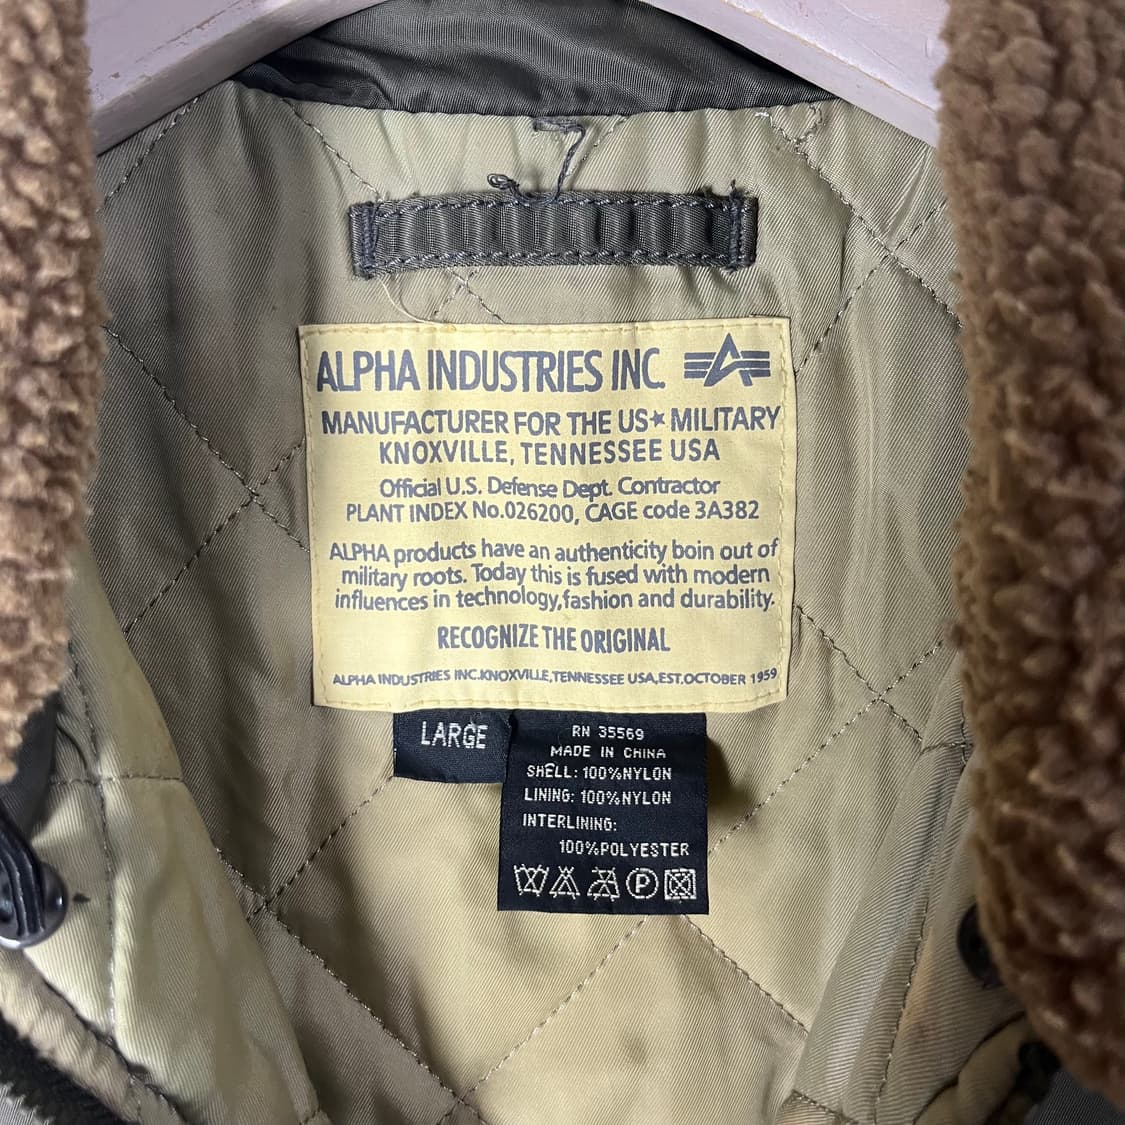 ALPHA INDUSTRIES INC.
MANUFACTURER FOR THE US★MILITARY
KNOXVILLE, TENNESSEE USA
Official U.S. Defense Dept. Contractor
PLANT INDEX No.026200, CAGE code 3A382
ALPHA products have an authenticity boin out of
military roots. Today this is fused with modern
influences in technology,fashion and durability.
RECOGNIZE THE ORIGINAL
ALPHA INDUSTRIES INC.KNOXVILLE,TENNESSEE USA,EST.OCTOBER 1959
LARGE
RN 35569
MADE IN CHINA
SHELL: 100%NYLON
LINING: 100%NYLON
INTERLINING:
100%POLYESTER
P